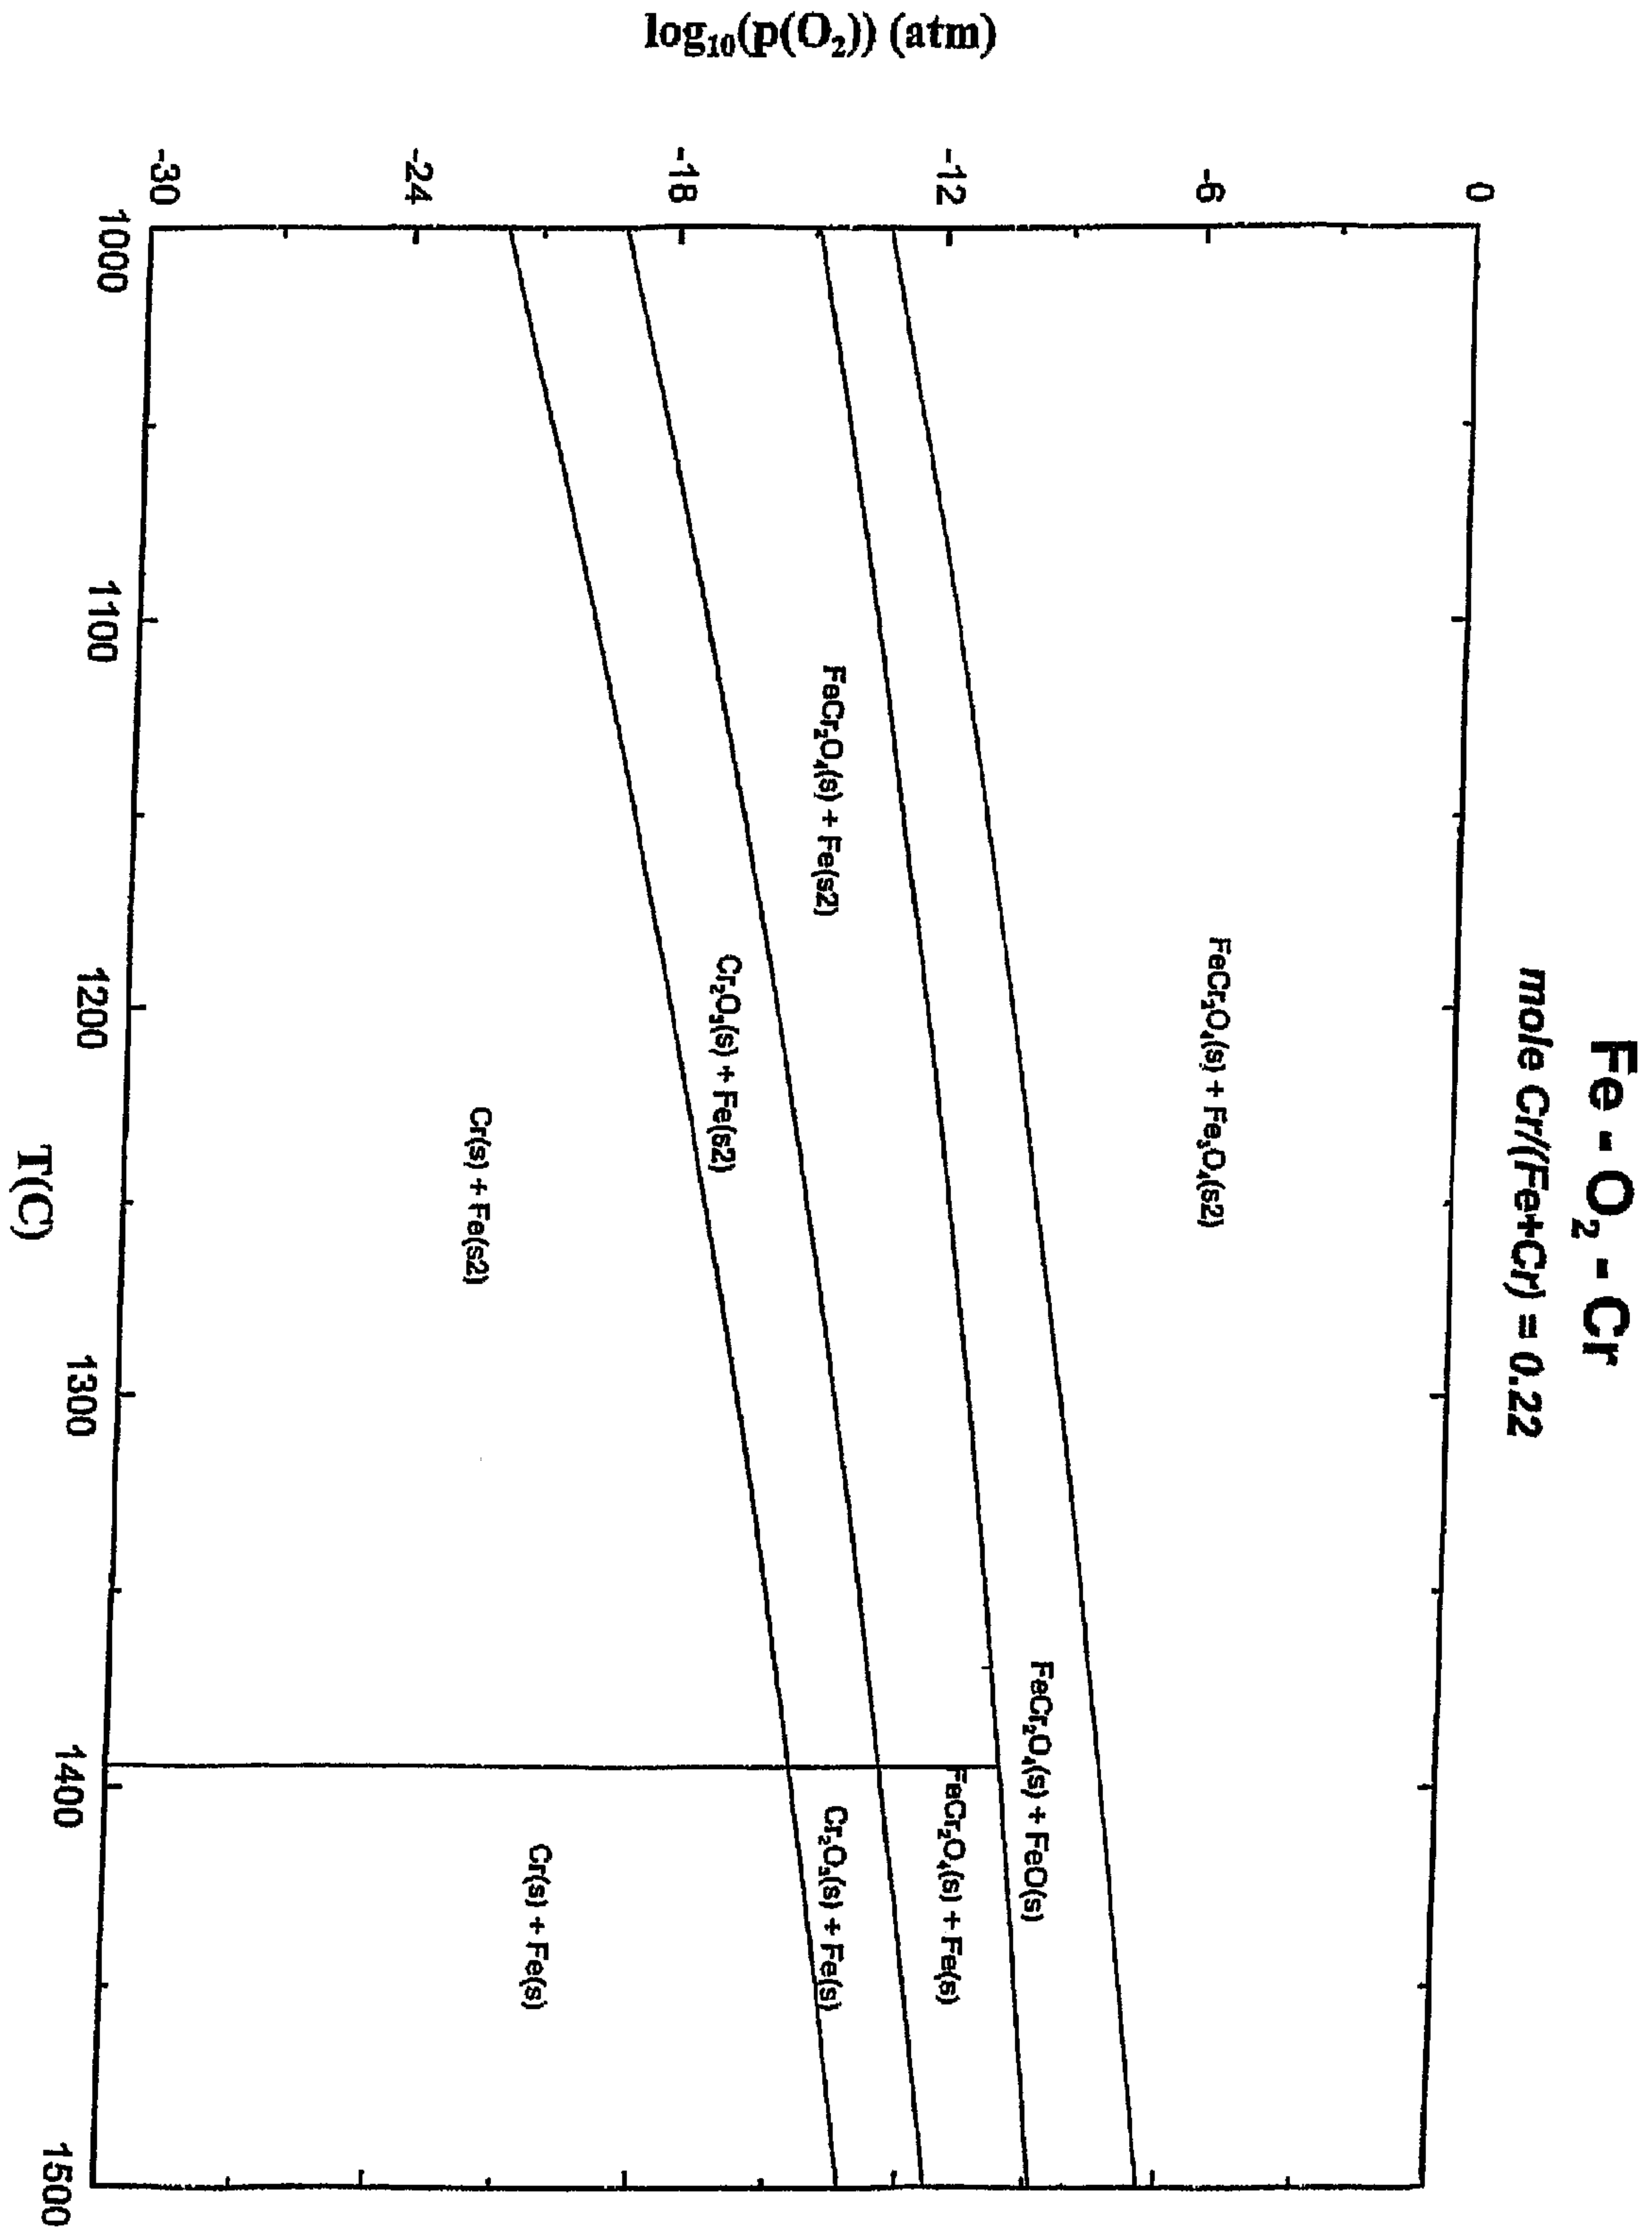 Fe - O₂ - Cr
mole Cr/(Fe+Cr) = 0.22
log₁₀(p(O₂)) (atm)
0
-6
-12
-18
-24
-30
FeCr₂O₄(s) + Fe₃O₄(s2)
FeCr₂O₄(s) + FeO(s)
FeCr₂O₄(s) + Fe(s2)
FeCr₂O₄(s) + Fe(s)
Cr₂O₃(s) + Fe(s2)
Cr₂O₃(s) + Fe(s)
Cr(s) + Fe(s2)
Cr(s) + Fe(s)
1000
1100
1200
1300
1400
1500
T(C)